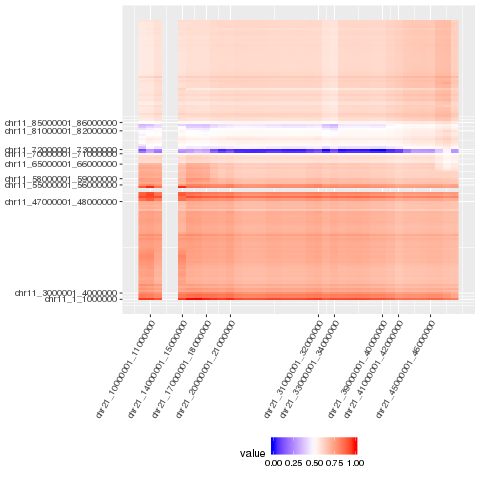 chr11_85000001_86000000
chr11_81000001_82000000
chr11_72000001_73000000
chr11_70000001_71000000
chr11_65000001_66000000
chr11_58000001_59000000
chr11_55000001_56000000
chr11_47000001_48000000
chr11_3000001_4000000
chr11_1_1000000
chr21_10000001_11000000
chr21_14000001_15000000
chr21_17000001_18000000
chr21_20000001_21000000
chr21_31000001_32000000
chr21_33000001_34000000
chr21_39000001_40000000
chr21_41000001_42000000
chr21_45000001_46000000
value
0.00 0.25 0.50 0.75 1.00